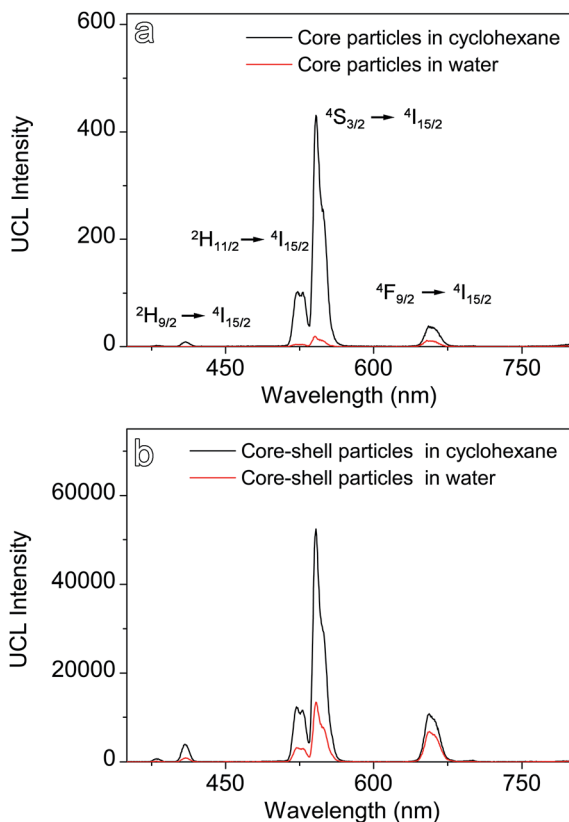 a
600
400
200
0
UCL Intensity
Core particles in cyclohexane
Core particles in water
⁴S₃/₂ → ⁴I₁₅/₂
²H₁₁/₂ → ⁴I₁₅/₂
⁴F₉/₂ → ⁴I₁₅/₂
²H₉/₂ → ⁴I₁₅/₂
450 600 750
Wavelength (nm)
b
60000
40000
20000
0
UCL Intensity
Core-shell particles in cyclohexane
Core-shell particles in water
450 600 750
Wavelength (nm)